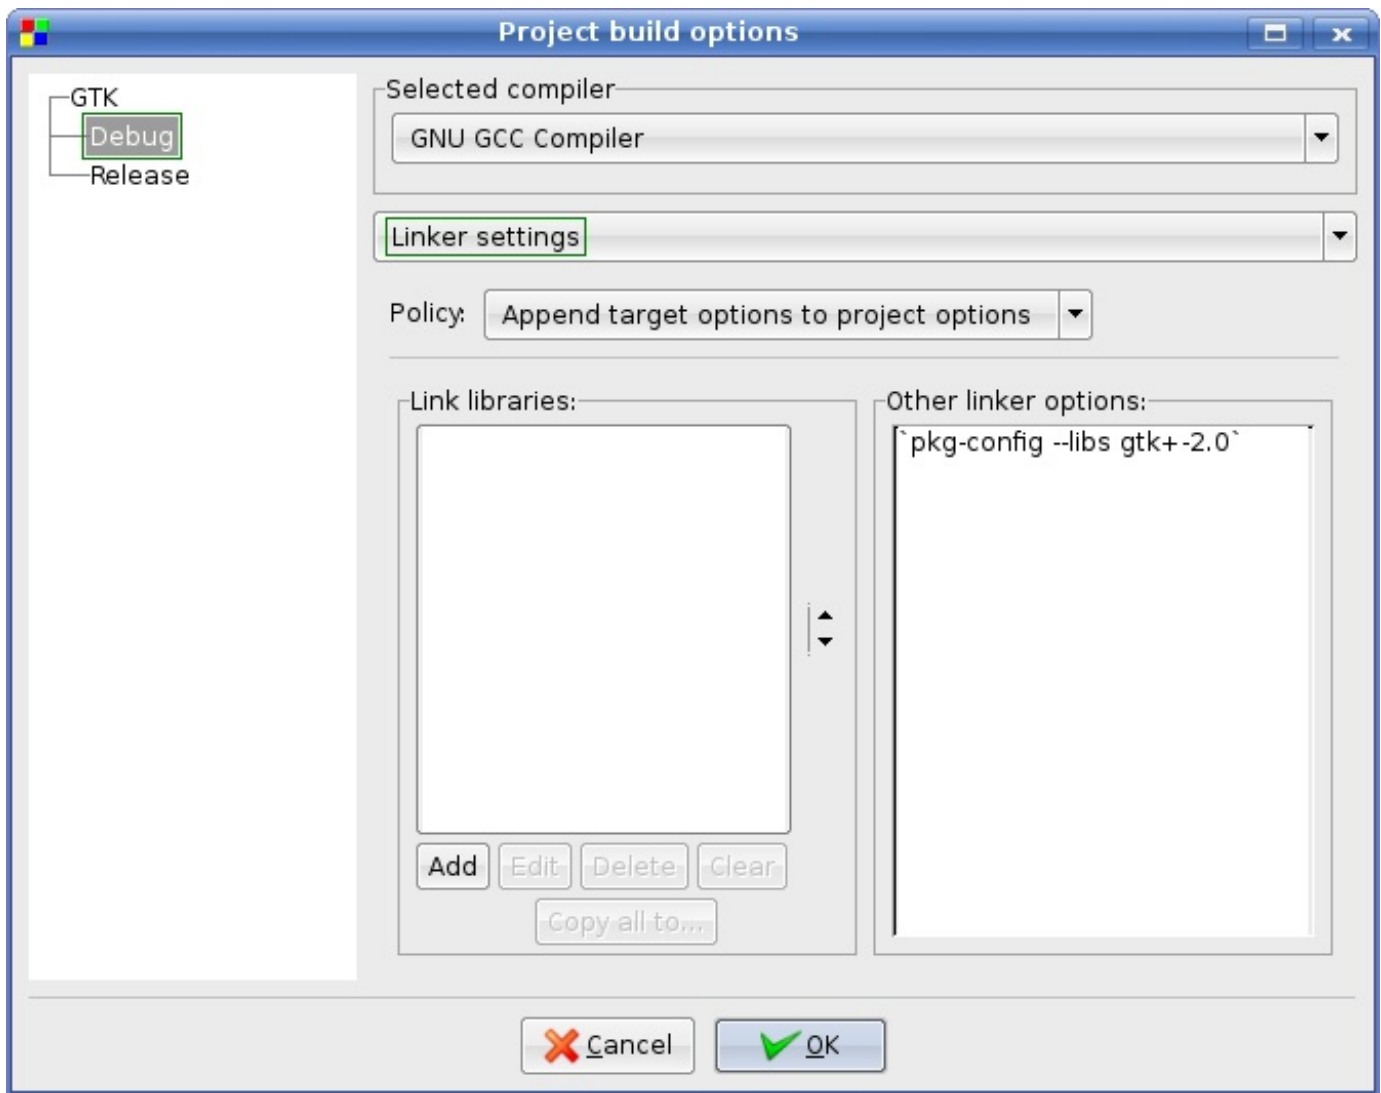 Project build options
GTK
Debug
Release
Selected compiler
GNU GCC Compiler
Linker settings
Policy: Append target options to project options
Link libraries:
Other linker options:
`pkg-config --libs gtk+-2.0`
Add Edit Delete Clear
Copy all to...
Cancel OK